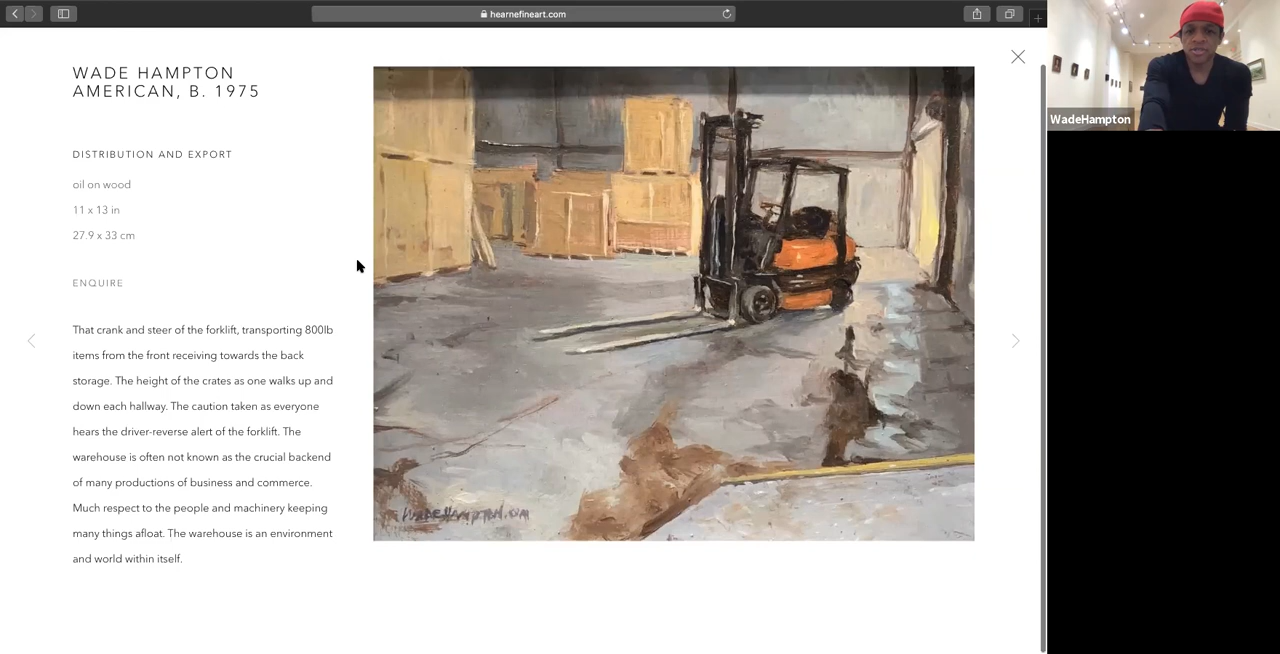 hearnefineart.com
WADE HAMPTON
AMERICAN, B. 1975
DISTRIBUTION AND EXPORT
oil on wood
11 x 13 in
27.9 x 33 cm
ENQUIRE
That crank and steer of the forklift, transporting 800lb
items from the front receiving towards the back
storage. The height of the crates as one walks up and
down each hallway. The caution taken as everyone
hears the driver-reverse alert of the forklift. The
warehouse is often not known as the crucial backend
of many productions of business and commerce.
Much respect to the people and machinery keeping
many things afloat. The warehouse is an environment
and world within itself.
WADEHAMPTON.COM
WadeHampton